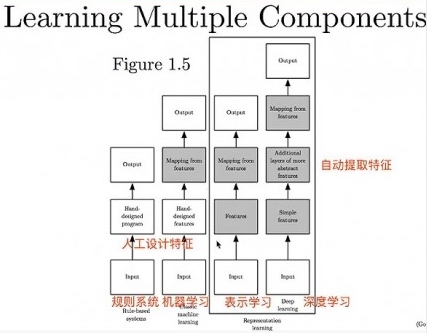 Learning Multiple Components
Figure 1.5
Output
Output
Output
Mapping from
features
Output
Mapping from
features
Mapping from
features
Additional
layers of more
abstract
features
自动提取特征
Hand-
designed
program
Hand-
designed
features
Features
Simple
features
人工设计特征
Input
Input
Input
Input
规则系统
机器学习
表示学习
深度学习
Rule-based
systems
machine
learning
Deep
learning
Representation
learning
(Go